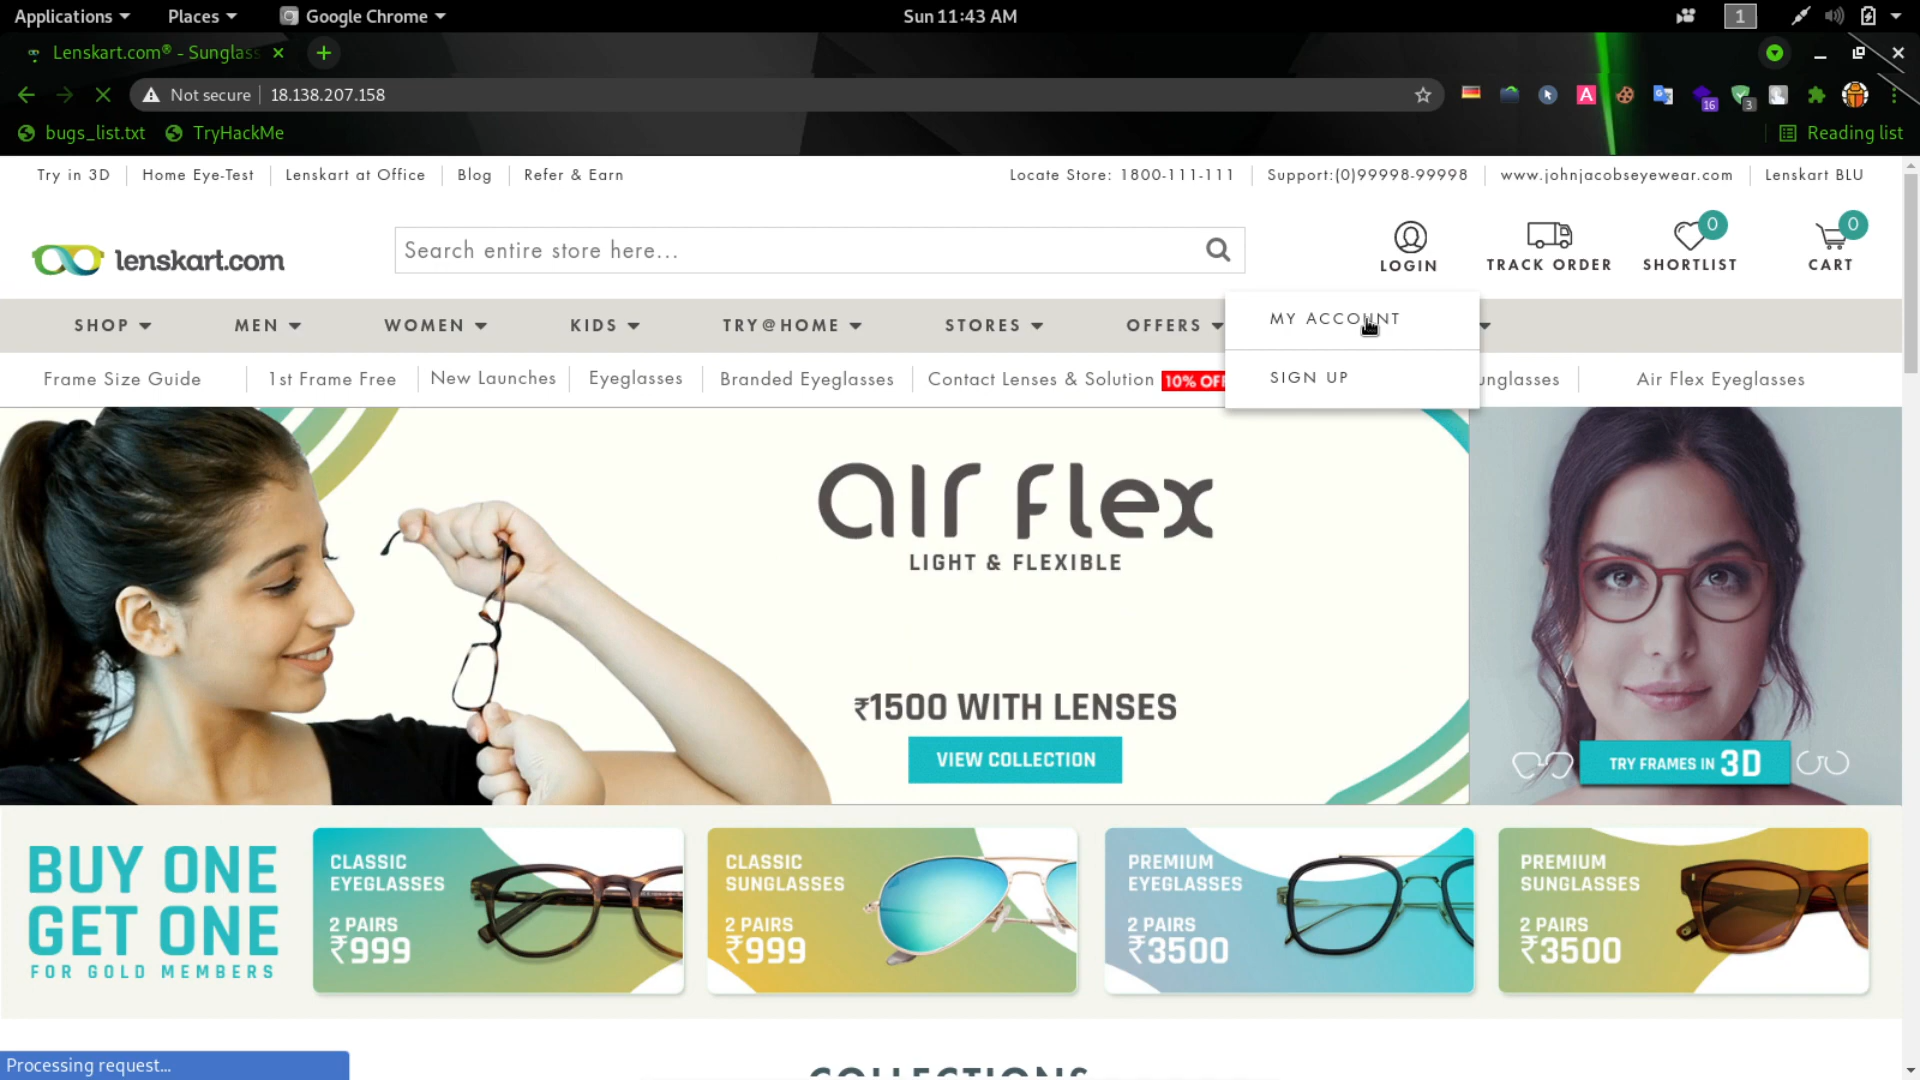 Applications Places Google Chrome Sun 11:43 AM 1
Lenskart.com® - Sunglass
Not secure 18.138.207.158 A 16 3
bugs_list.txt TryHackMe Reading list
Try in 3D Home Eye-Test Lenskart at Office Blog Refer & Earn Locate Store: 1800-111-111 Support:(0)99998-99998 www.johnjacobseyewear.com Lenskart BLU
lenskart.com Search entire store here... LOGIN TRACK ORDER 0 SHORTLIST 0 CART
SHOP MEN WOMEN KIDS TRY@HOME STORES OFFERS
MY ACCOUNT
SIGN UP
Frame Size Guide 1st Frame Free New Launches Eyeglasses Branded Eyeglasses Contact Lenses & Solution 10% OFF unglasses Air Flex Eyeglasses
aır flex
LIGHT & FLEXIBLE
₹1500 WITH LENSES
VIEW COLLECTION
TRY FRAMES IN 3D
BUY ONE
GET ONE
FOR GOLD MEMBERS
CLASSIC
EYEGLASSES
2 PAIRS
₹999
CLASSIC
SUNGLASSES
2 PAIRS
₹999
PREMIUM
EYEGLASSES
2 PAIRS
₹3500
PREMIUM
SUNGLASSES
2 PAIRS
₹3500
COLLECTIONS
Processing request...